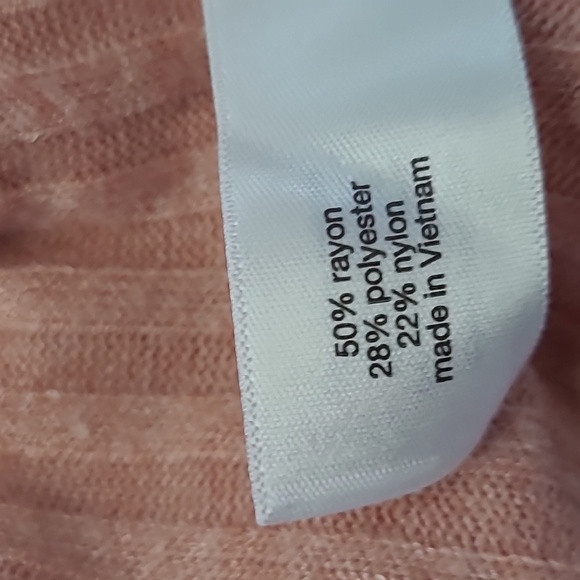 50% rayon
28% polyester
22% nylon
made in Vietnam